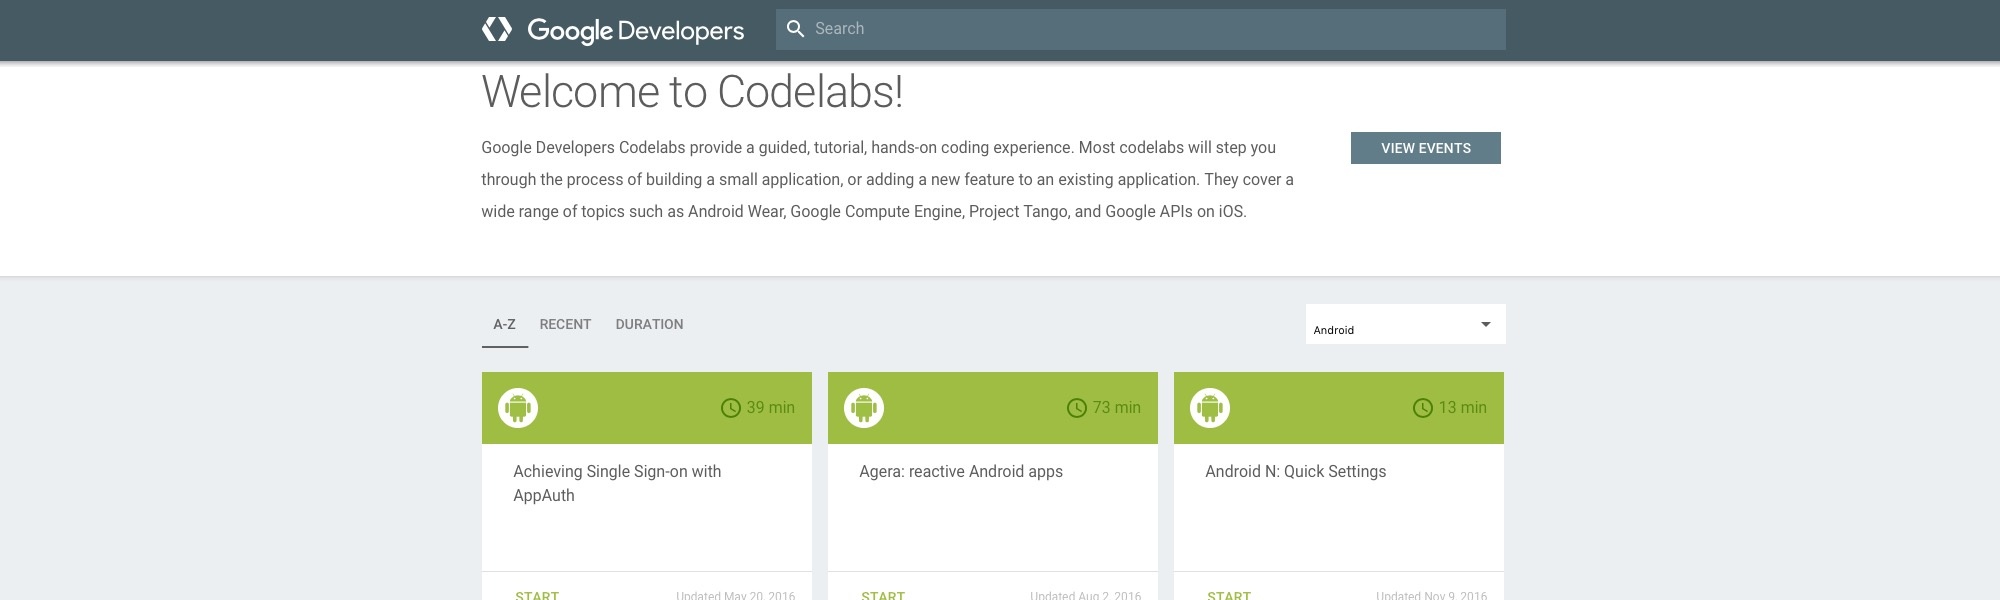 Google Developers
Search
Welcome to Codelabs!
Google Developers Codelabs provide a guided, tutorial, hands-on coding experience. Most codelabs will step you
through the process of building a small application, or adding a new feature to an existing application. They cover a
wide range of topics such as Android Wear, Google Compute Engine, Project Tango, and Google APIs on iOS.
VIEW EVENTS
A-Z RECENT DURATION
Android
39 min
73 min
13 min
Achieving Single Sign-on with
AppAuth
Agera: reactive Android apps
Android N: Quick Settings
START Updated May 20, 2016
START Updated Aug 2, 2016
START Updated Nov 9, 2016